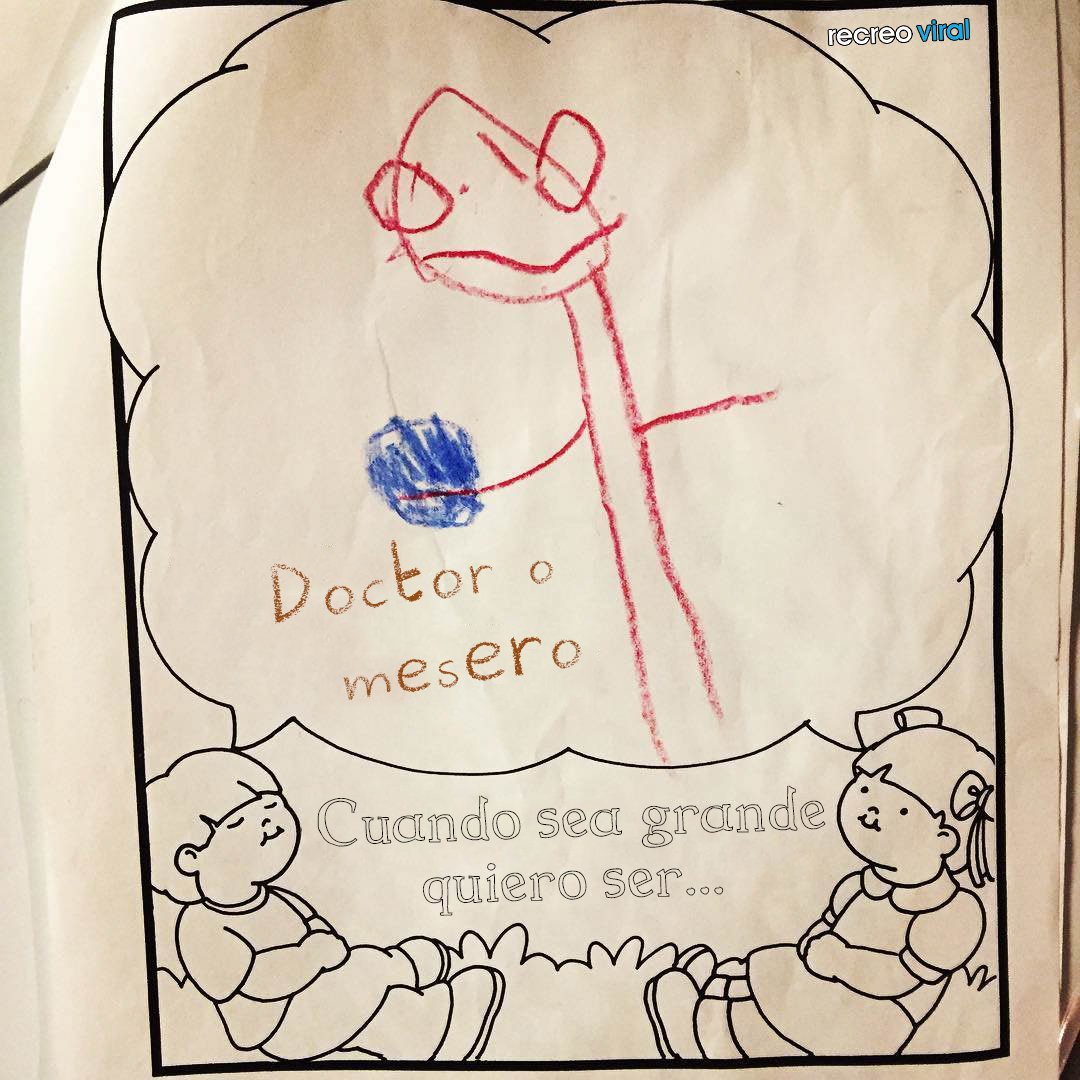 recreo viral
Doctor o
mesero
Cuando sea grande
quiero ser...